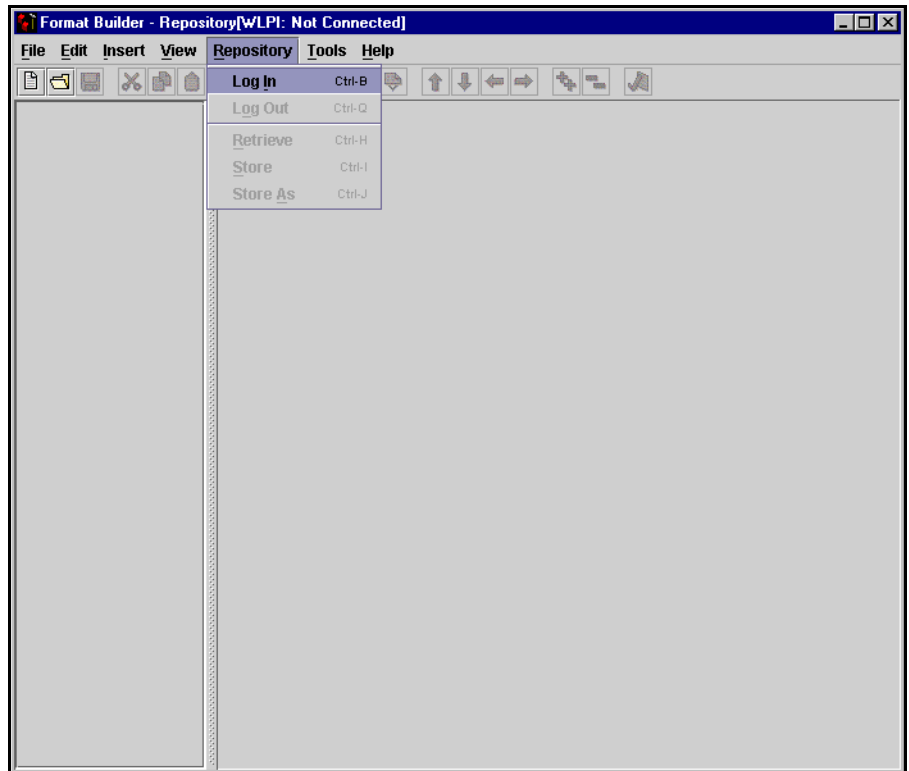 Format Builder - Repository[WLPI: Not Connected]
File Edit Insert View Repository Tools Help
Log In Ctrl-B
Log Out Ctrl-Q
Retrieve Ctrl-H
Store Ctrl-I
Store As Ctrl-J